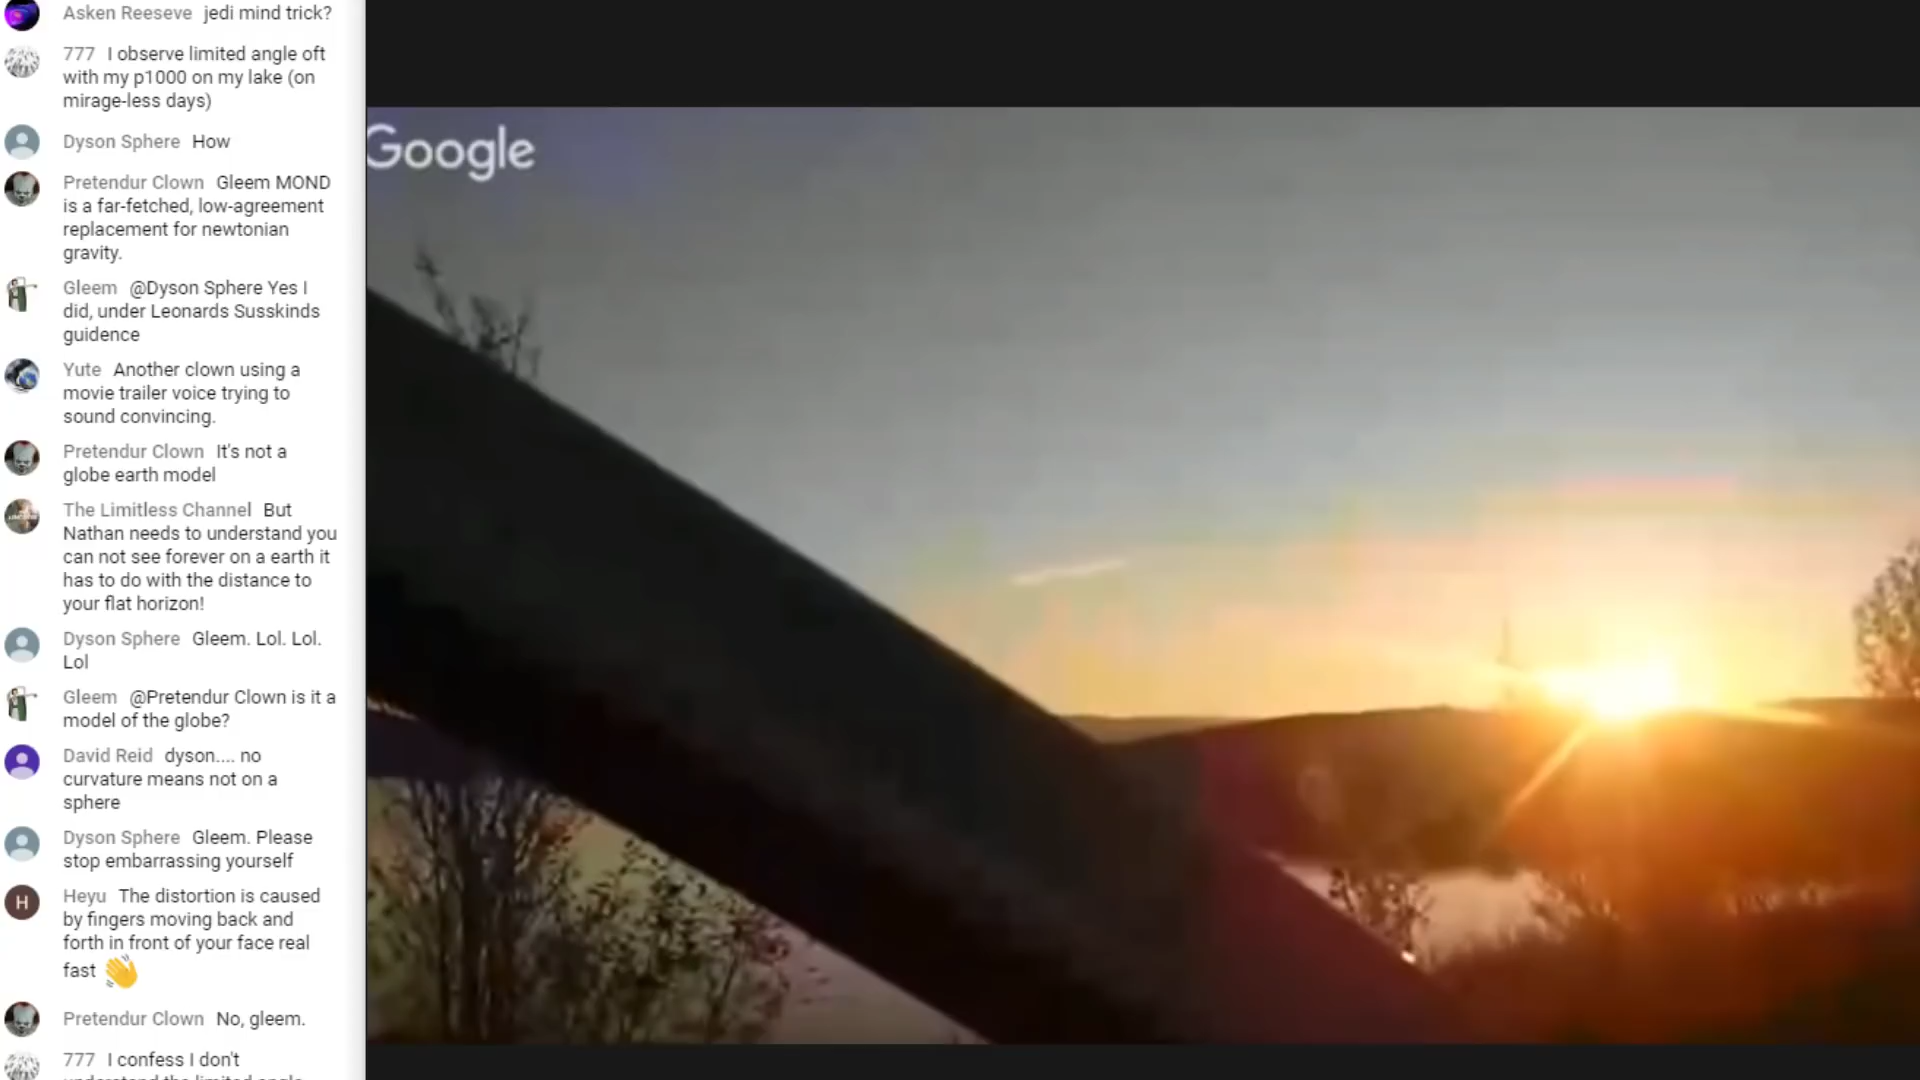 Asken Reeseve jedi mind trick?
777 I observe limited angle oft
with my p1000 on my lake (on
mirage-less days)
Dyson Sphere How
Pretendur Clown Gleem MOND
is a far-fetched, low-agreement
replacement for newtonian
gravity.
Gleem @Dyson Sphere Yes I
did, under Leonards Susskinds
guidence
Yute Another clown using a
movie trailer voice trying to
sound convincing.
Pretendur Clown It's not a
globe earth model
The Limitless Channel But
Nathan needs to understand you
can not see forever on a earth it
has to do with the distance to
your flat horizon!
Dyson Sphere Gleem. Lol. Lol.
Lol
Gleem @Pretendur Clown is it a
model of the globe?
David Reid dyson.... no
curvature means not on a
sphere
Dyson Sphere Gleem. Please
stop embarrassing yourself
H
Heyu The distortion is caused
by fingers moving back and
forth in front of your face real
fast 👋
Pretendur Clown No, gleem.
777 I confess I don't
understand the limited angle
Google